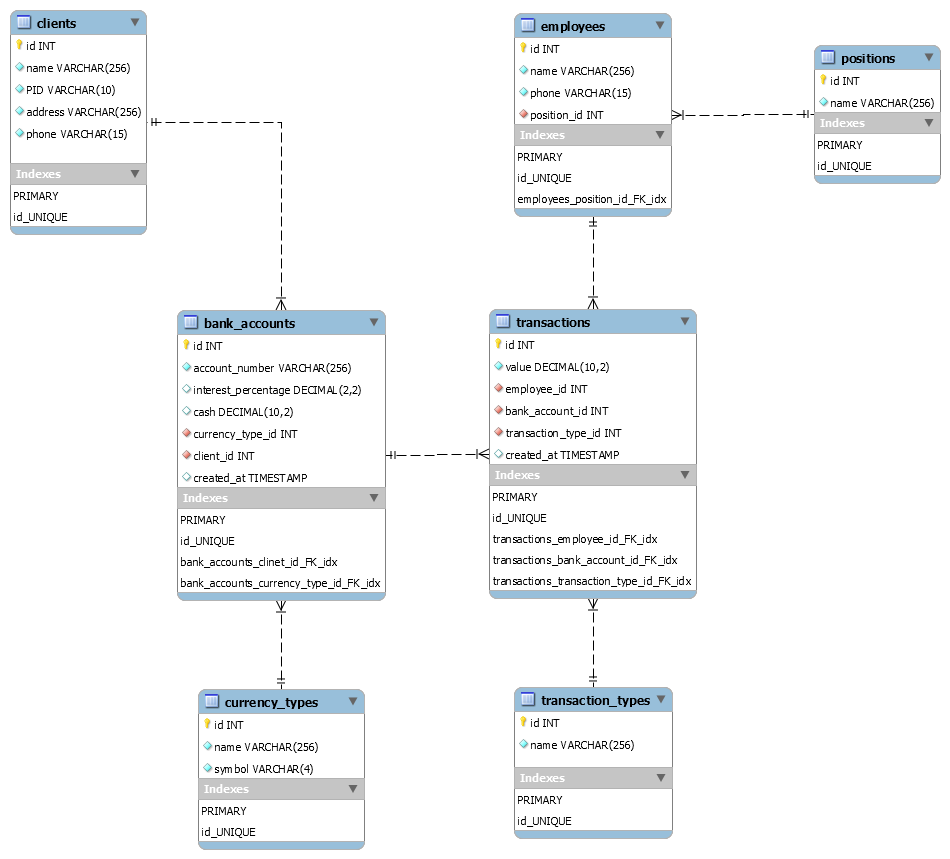 clients
id INT
name VARCHAR(256)
PID VARCHAR(10)
address VARCHAR(256)
phone VARCHAR(15)
Indexes
PRIMARY
id_UNIQUE
employees
id INT
name VARCHAR(256)
phone VARCHAR(15)
position_id INT
Indexes
PRIMARY
id_UNIQUE
employees_position_id_FK_idx
positions
id INT
name VARCHAR(256)
Indexes
PRIMARY
id_UNIQUE
bank_accounts
id INT
account_number VARCHAR(256)
interest_percentage DECIMAL(2,2)
cash DECIMAL(10,2)
currency_type_id INT
client_id INT
created_at TIMESTAMP
Indexes
PRIMARY
id_UNIQUE
bank_accounts_clinet_id_FK_idx
bank_accounts_currency_type_id_FK_idx
transactions
id INT
value DECIMAL(10,2)
employee_id INT
bank_account_id INT
transaction_type_id INT
created_at TIMESTAMP
Indexes
PRIMARY
id_UNIQUE
transactions_employee_id_FK_idx
transactions_bank_account_id_FK_idx
transactions_transaction_type_id_FK_idx
currency_types
id INT
name VARCHAR(256)
symbol VARCHAR(4)
Indexes
PRIMARY
id_UNIQUE
transaction_types
id INT
name VARCHAR(256)
Indexes
PRIMARY
id_UNIQUE